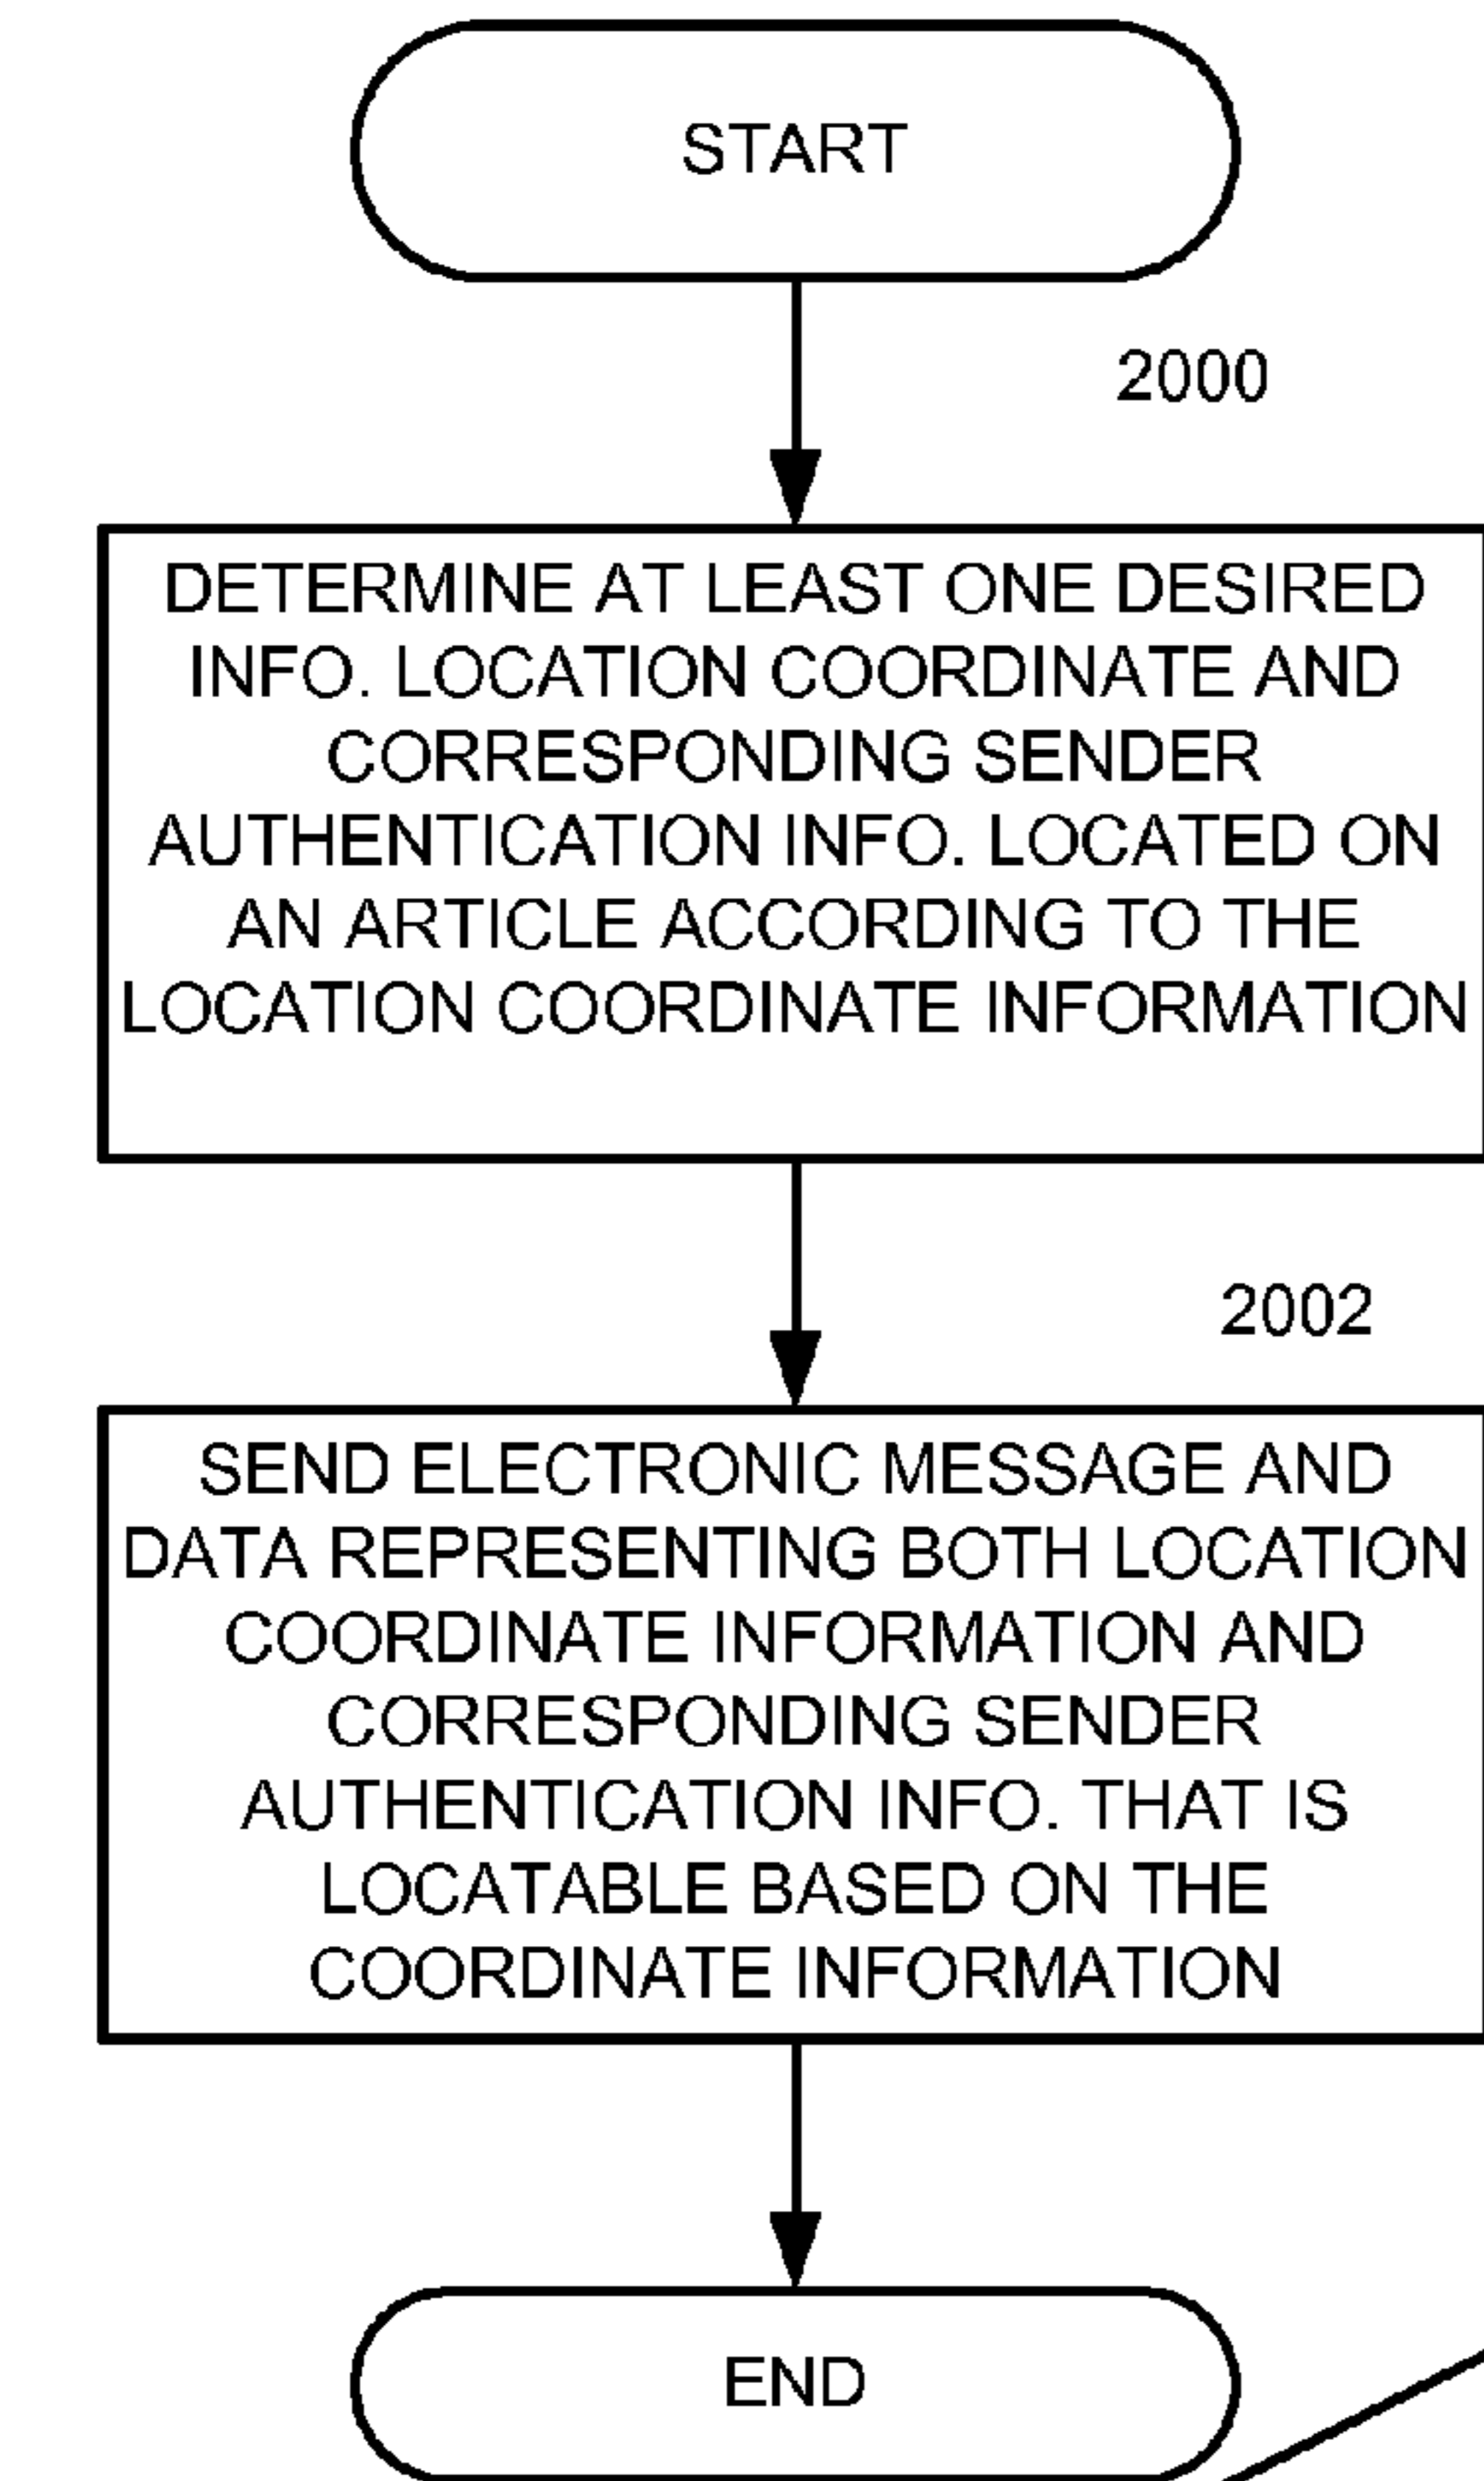 START
2000
DETERMINE AT LEAST ONE DESIRED
INFO. LOCATION COORDINATE AND
CORRESPONDING SENDER
AUTHENTICATION INFO. LOCATED ON
AN ARTICLE ACCORDING TO THE
LOCATION COORDINATE INFORMATION
2002
SEND ELECTRONIC MESSAGE AND
DATA REPRESENTING BOTH LOCATION
COORDINATE INFORMATION AND
CORRESPONDING SENDER
AUTHENTICATION INFO. THAT IS
LOCATABLE BASED ON THE
COORDINATE INFORMATION
END